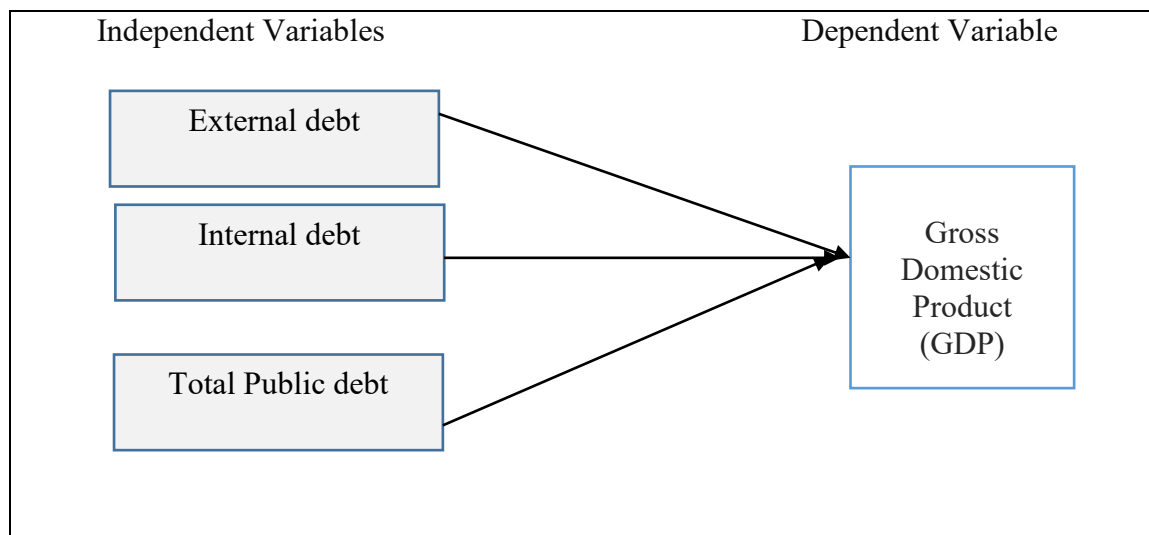 Independent Variables
Dependent Variable
External debt
Internal debt
Total Public debt
Gross
Domestic
Product
(GDP)